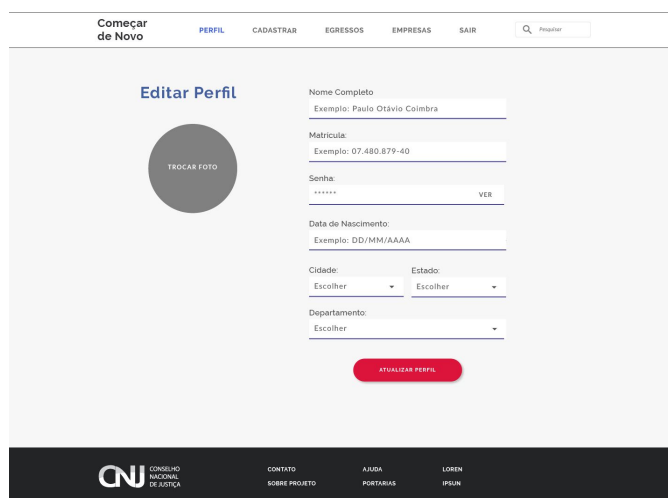 Começar
de Novo
PERFIL
CADASTRAR
EGRESSOS
EMPRESAS
SAIR
Pesquisar
Editar Perfil
TROCAR FOTO
Nome Completo
Exemplo: Paulo Otávio Coimbra
Matrícula:
Exemplo: 07.480.879-40
Senha:
****** VER
Data de Nascimento:
Exemplo: DD/MM/AAAA
Cidade: Estado:
Escolher Escolher
Departamento:
Escolher
ATUALIZAR PERFIL
CNJ
CONSELHO
NACIONAL
DE JUSTIÇA
CONTATO AJUDA LOREN
SOBRE PROJETO PORTARIAS IPSUN